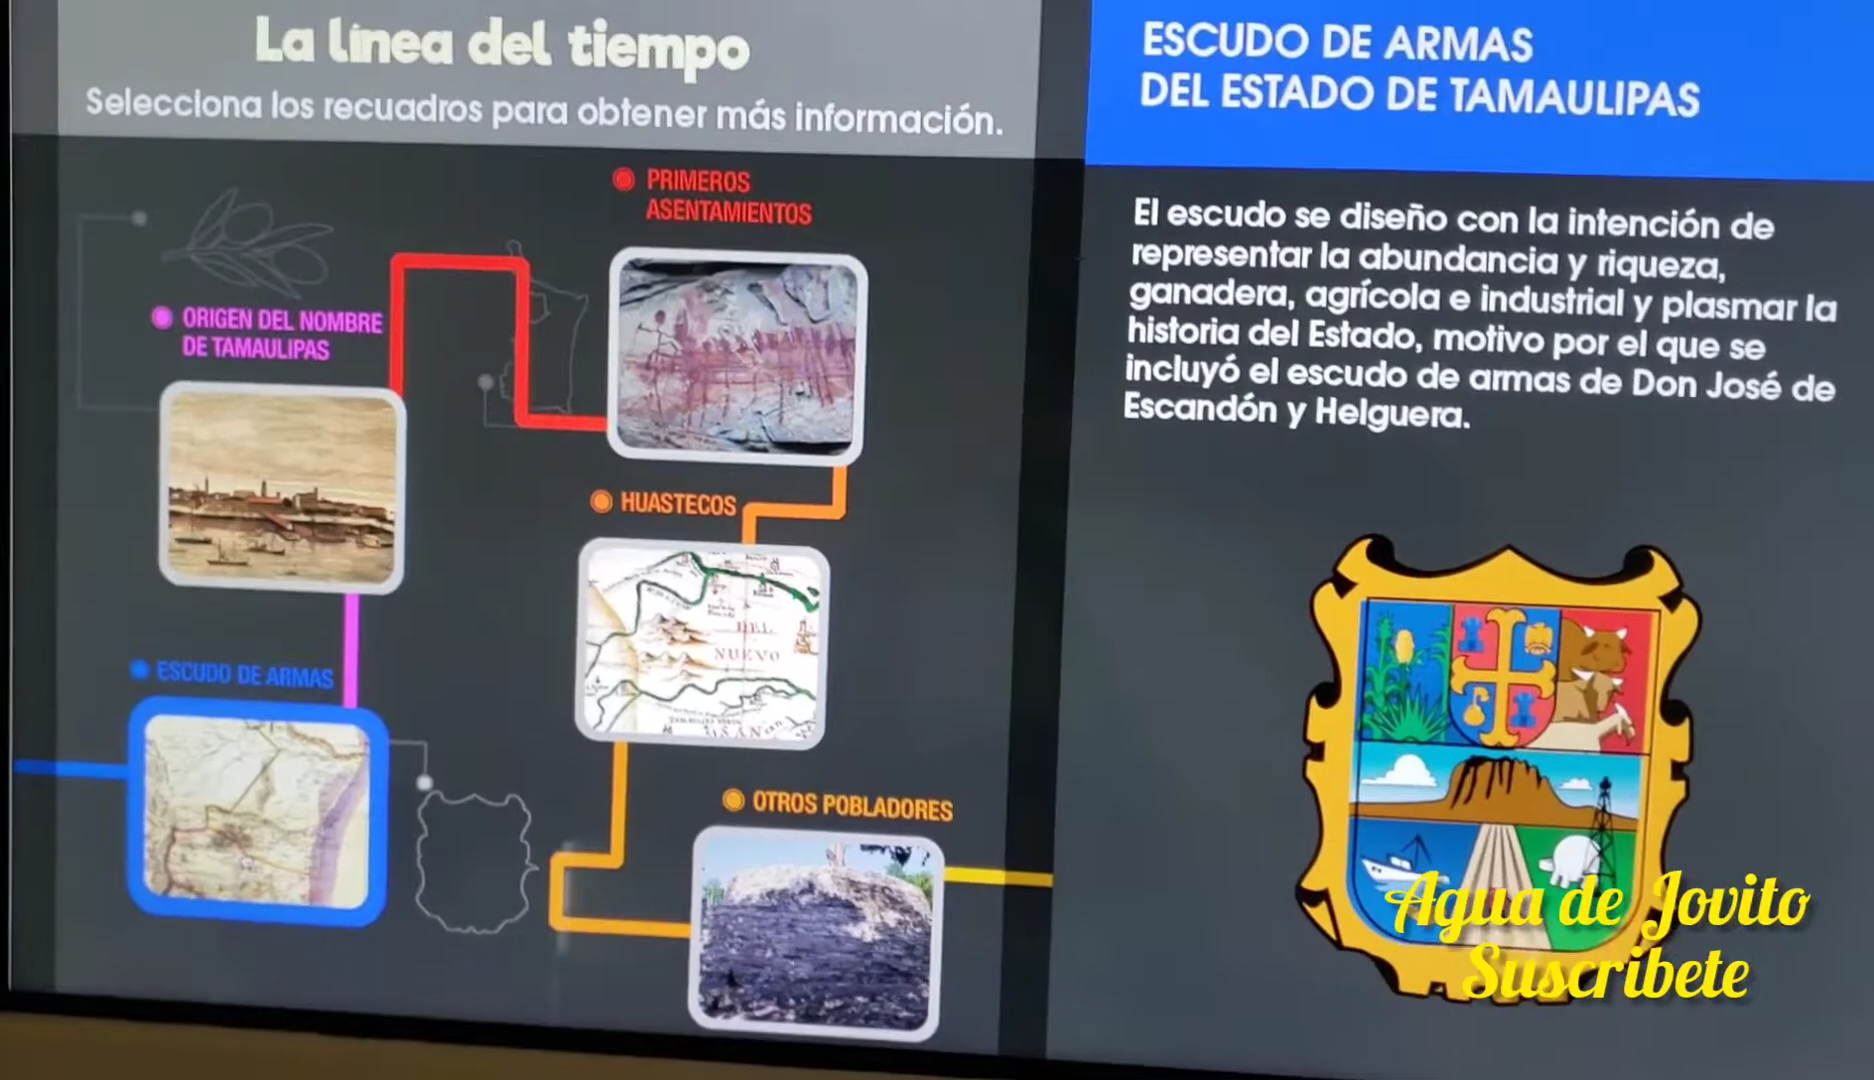 La línea del tiempo
Selecciona los recuadros para obtener más información.
PRIMEROS
ASENTAMIENTOS
ORIGEN DEL NOMBRE
DE TAMAULIPAS
HUASTECOS
DEL
NUEVO
ESCUDO DE ARMAS
OTROS POBLADORES
ESCUDO DE ARMAS
DEL ESTADO DE TAMAULIPAS
El escudo se diseño con la intención de
representar la abundancia y riqueza,
ganadera, agrícola e industrial y plasmar la
historia del Estado, motivo por el que se
incluyó el escudo de armas de Don José de
Escandón y Helguera.
Agua de Jovito
Suscribete